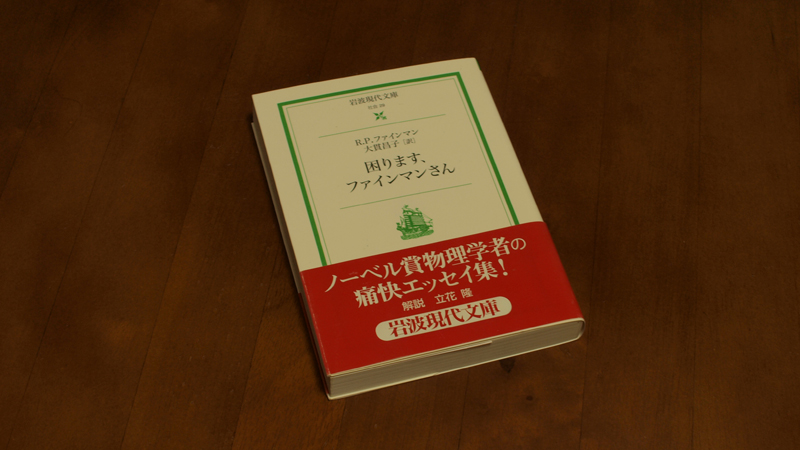 岩波現代文庫
R.P.ファインマン
大貫昌子［訳］
困ります、
ファインマンさん
ノーベル賞物理学者の
痛快エッセイ集!
解説 立花 隆
岩波現代文庫